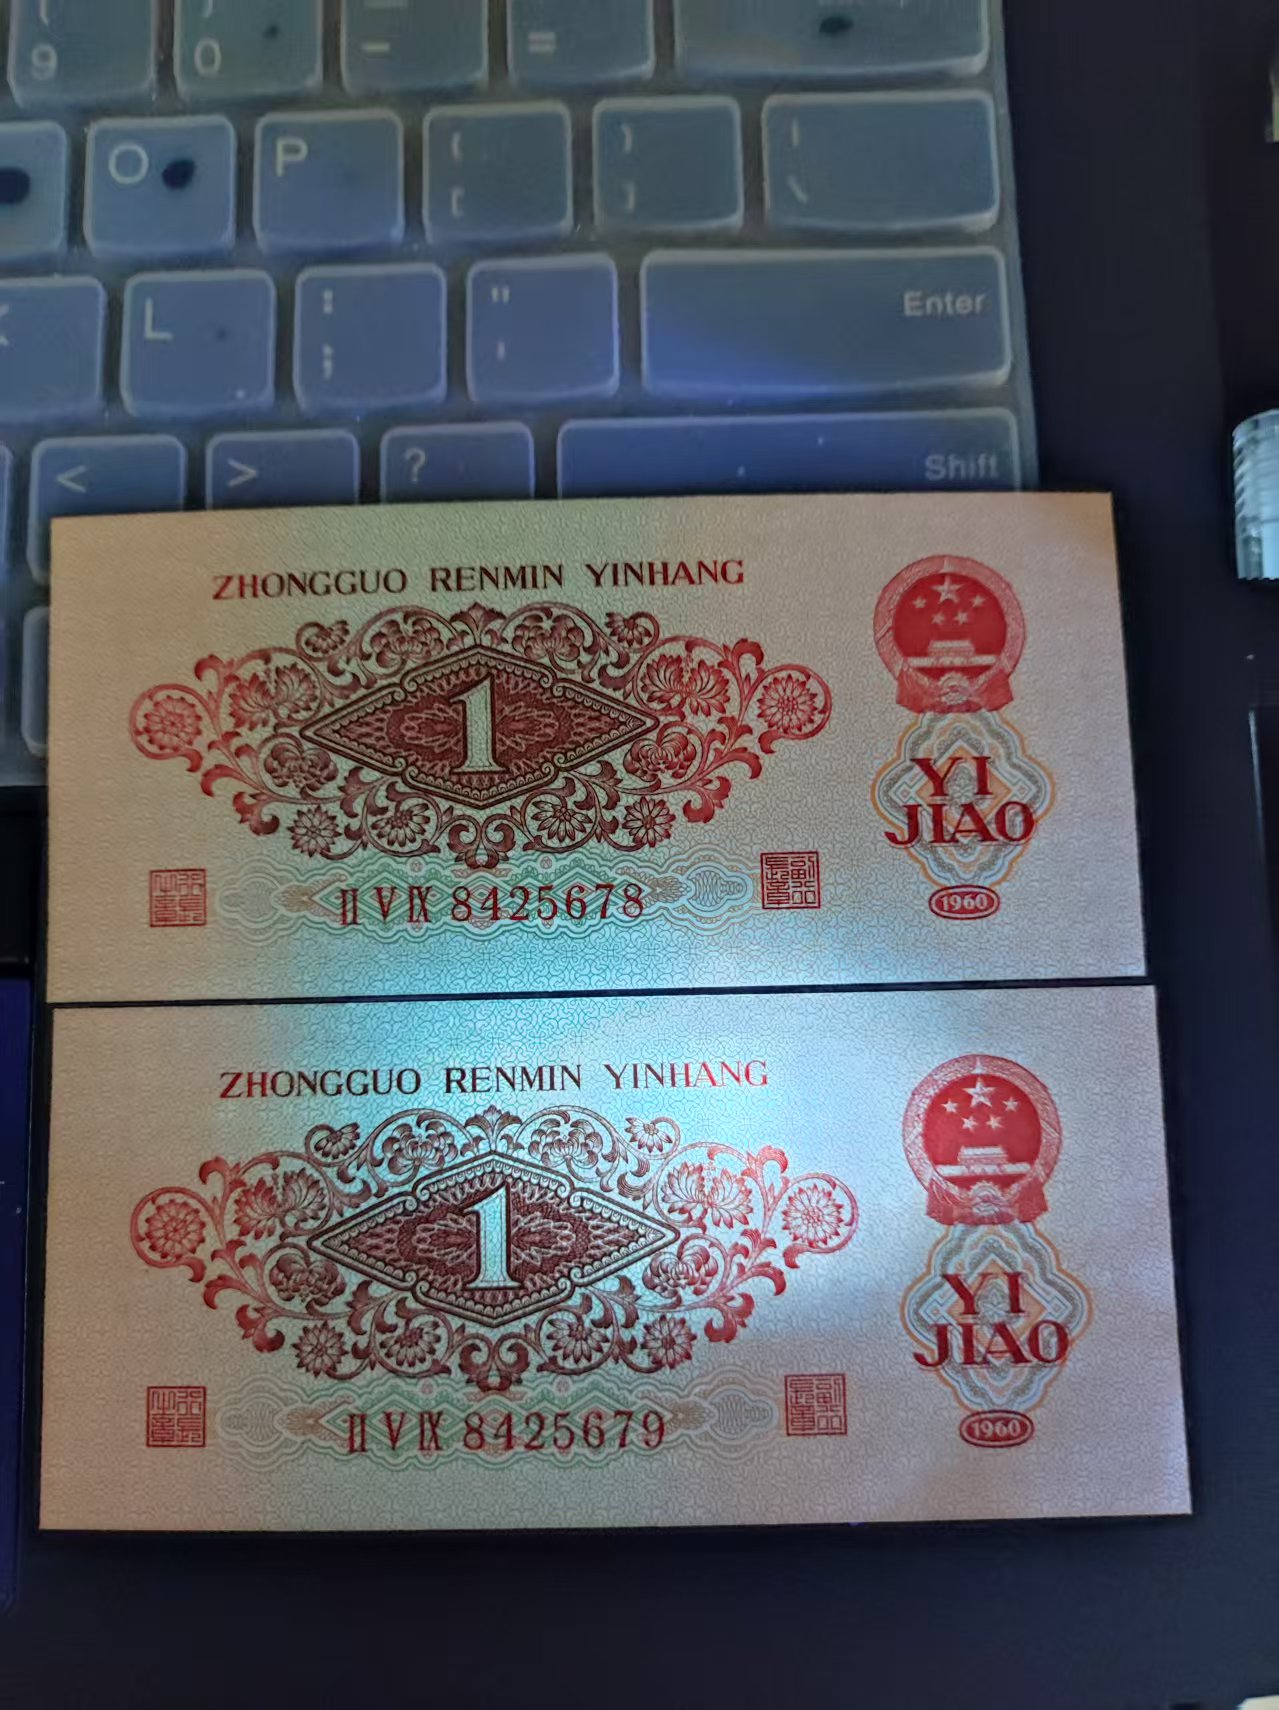 9 ) 0 — - =
O P { [ } ] | \
L : ; " ' Enter
< > ? Shift
ZHONGGUO RENMIN YINHANG
1
YI
JIAO
II V IX 8425678
1960
ZHONGGUO RENMIN YINHANG
1
YI
JIAO
II V IX 8425679
1960